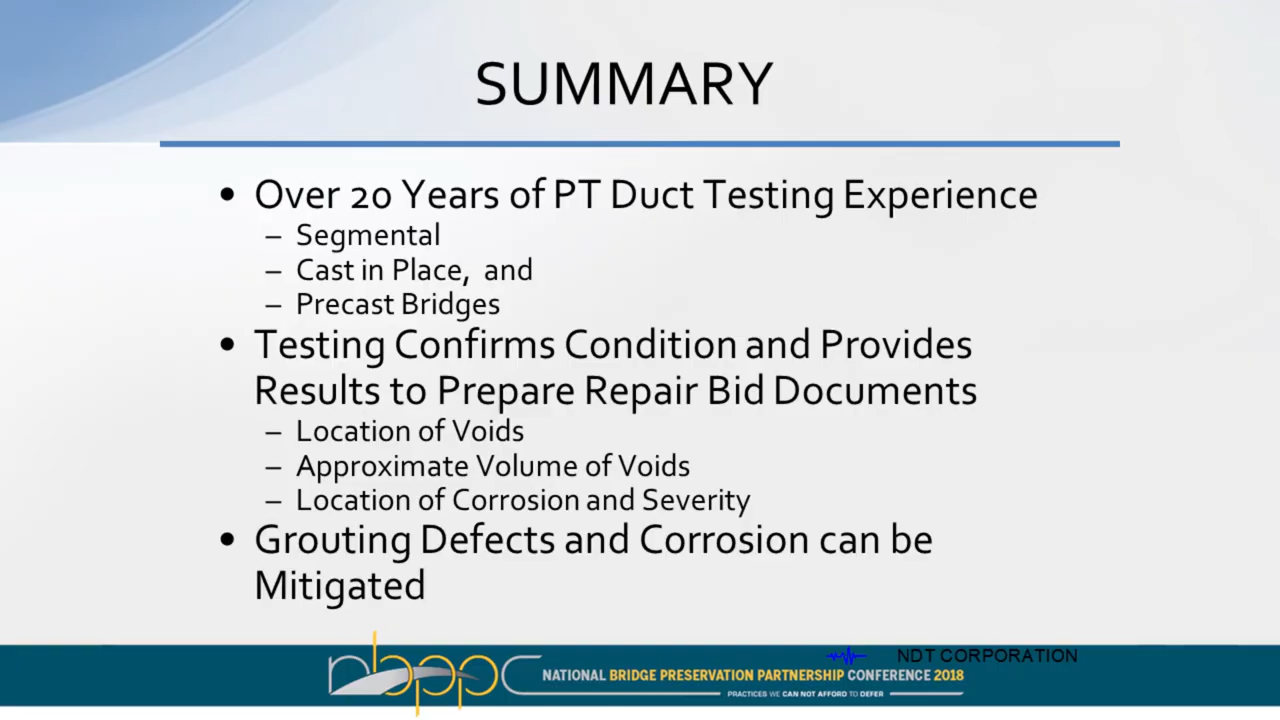 SUMMARY
• Over 20 Years of PT Duct Testing Experience
– Segmental
– Cast in Place, and
– Precast Bridges
• Testing Confirms Condition and Provides
Results to Prepare Repair Bid Documents
– Location of Voids
– Approximate Volume of Voids
– Location of Corrosion and Severity
• Grouting Defects and Corrosion can be
Mitigated
NDT CORPORATION
nbppc
NATIONAL BRIDGE PRESERVATION PARTNERSHIP CONFERENCE 2018
PRACTICES WE CAN NOT AFFORD TO DEFER